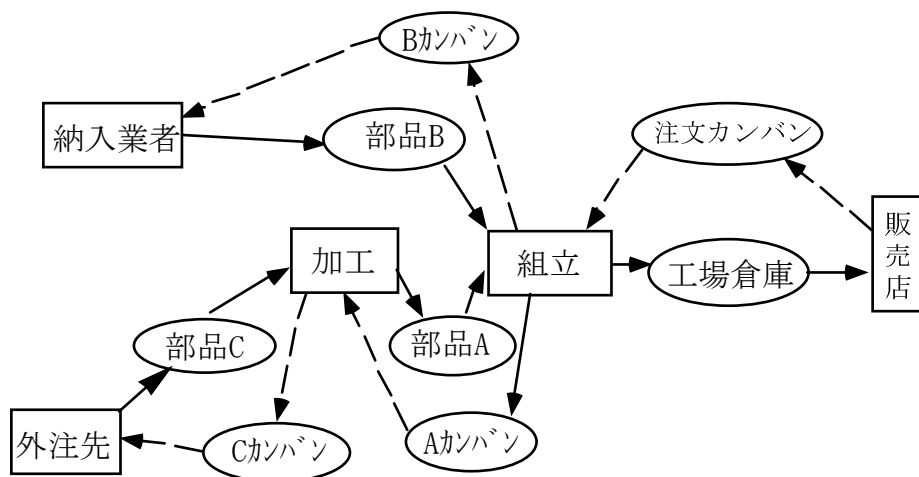 Bカンバン
納入業者
部品B
注文カンバン
販売店
加工
組立
工場倉庫
部品C
部品A
外注先
Cカンバン
Aカンバン